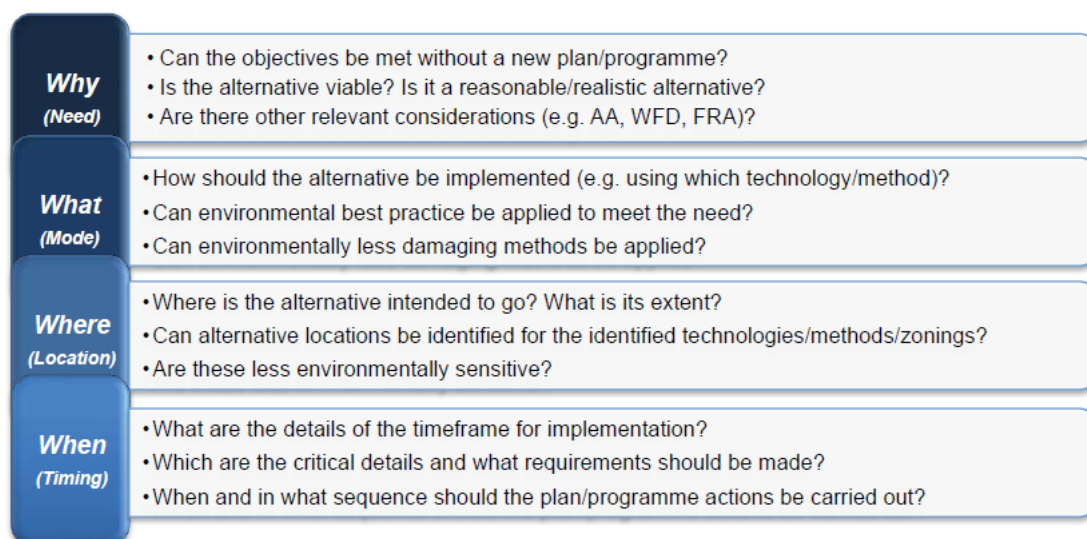 Why
(Need)
• Can the objectives be met without a new plan/programme?
• Is the alternative viable? Is it a reasonable/realistic alternative?
• Are there other relevant considerations (e.g. AA, WFD, FRA)?
What
(Mode)
• How should the alternative be implemented (e.g. using which technology/method)?
• Can environmental best practice be applied to meet the need?
• Can environmentally less damaging methods be applied?
Where
(Location)
• Where is the alternative intended to go? What is its extent?
• Can alternative locations be identified for the identified technologies/methods/zonings?
• Are these less environmentally sensitive?
When
(Timing)
• What are the details of the timeframe for implementation?
• Which are the critical details and what requirements should be made?
• When and in what sequence should the plan/programme actions be carried out?